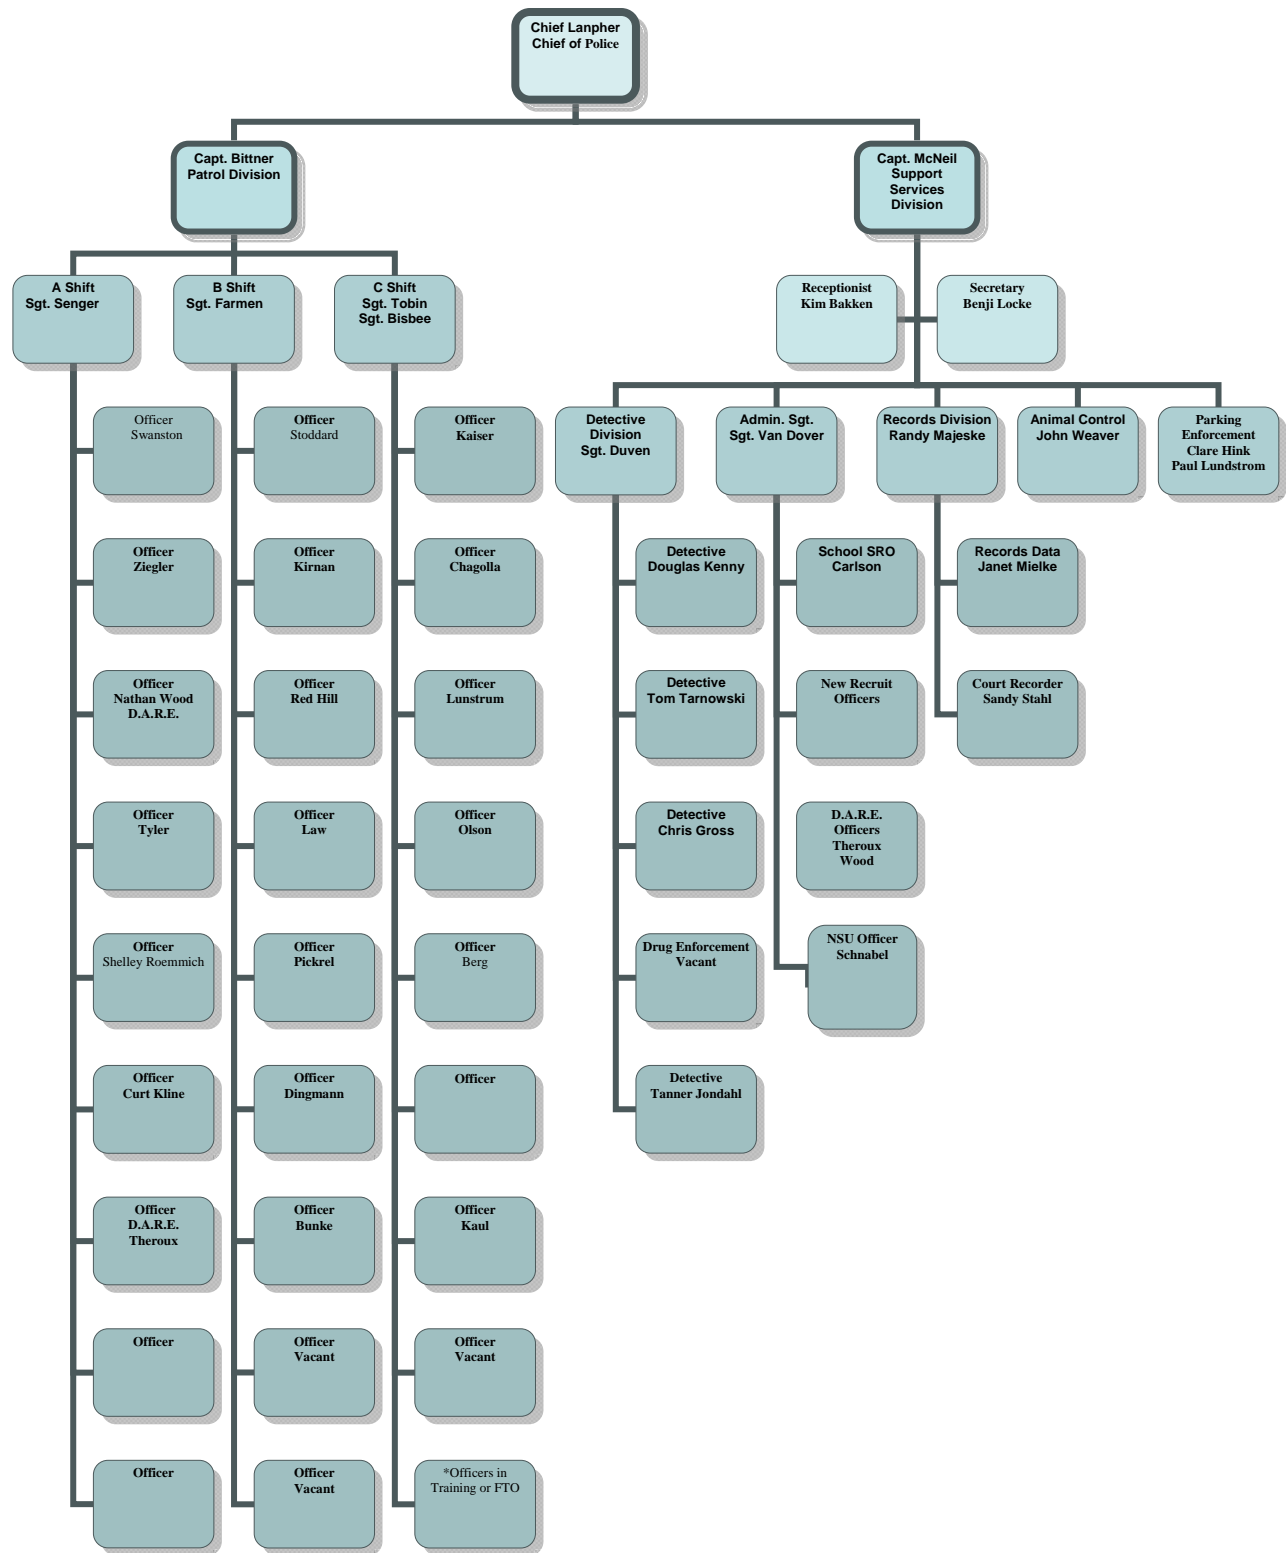 Chief Lanpher
Chief of Police
Capt. Bittner
Patrol Division
Capt. McNeil
Support
Services
Division
A Shift
Sgt. Senger
B Shift
Sgt. Farmen
C Shift
Sgt. Tobin
Sgt. Bisbee
Receptionist
Kim Bakken
Secretary
Benji Locke
Officer
Swanston
Officer
Ziegler
Officer
Nathan Wood
D.A.R.E.
Officer
Tyler
Officer
Shelley Roemmich
Officer
Curt Kline
Officer
D.A.R.E.
Theroux
Officer
Officer
Officer
Stoddard
Officer
Kirnan
Officer
Red Hill
Officer
Law
Officer
Pickrel
Officer
Dingmann
Officer
Bunke
Officer
Vacant
Officer
Vacant
Officer
Kaiser
Officer
Chagolla
Officer
Lunstrum
Officer
Olson
Officer
Berg
Officer
Officer
Kaul
Officer
Vacant
*Officers in
Training or FTO
Detective
Division
Sgt. Duven
Detective
Douglas Kenny
Detective
Tom Tarnowski
Detective
Chris Gross
Drug Enforcement
Vacant
Detective
Tanner Jondahl
Admin. Sgt.
Sgt. Van Dover
School SRO
Carlson
New Recruit
Officers
D.A.R.E.
Officers
Theroux
Wood
NSU Officer
Schnabel
Records Division
Randy Majeske
Records Data
Janet Mielke
Court Recorder
Sandy Stahl
Animal Control
John Weaver
Parking
Enforcement
Clare Hink
Paul Lundstrom